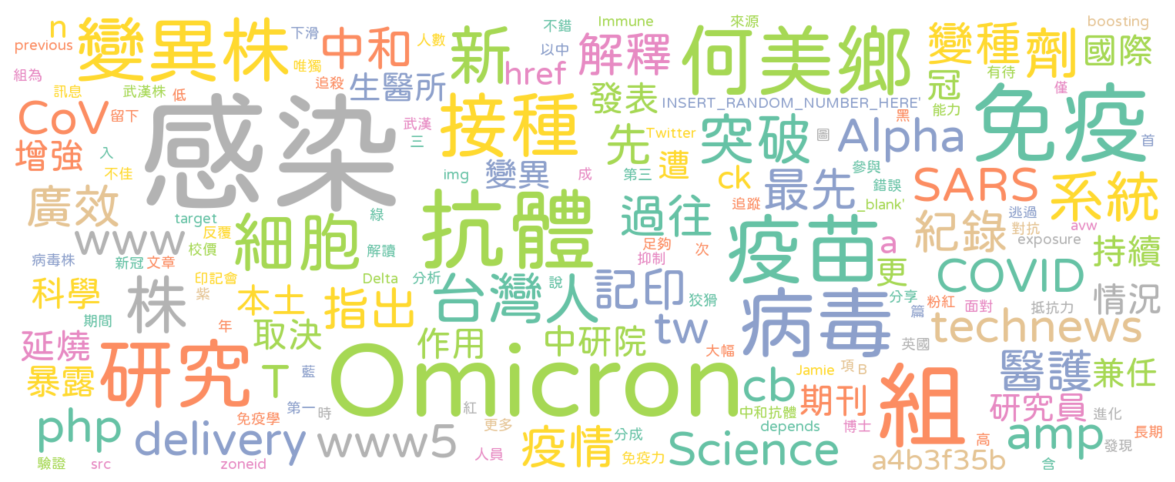 n
previous
變異株
下滑
唯獨
中和
人數
新
不錯
以中
Immune
href
解釋
來源
何美鄉
變種
劑
boosting
國際
組為
訊息
武漢株
追殺
低
生醫所
發表
INSERT_RANDOM_NUMBER_HERE'
冠
有待
能力
僅
CoV
留下
感染
武漢
三
接種
先
Twitter
突破
圖
Alpha
黑
免疫
首
增強
入
不佳
img
變異
成
第三
遭
ck
最先
參與
錯誤
_blank'
SARS
系統
廣效
target
反覆
校價
綠
解讀
細胞
抗體
過往
足夠
抑制
追蹤
次
疫苗
a
更
紀錄
逃過
對抗
avw
exposure
持續
www
病毒株
新冠
文章
印記會
紫
Delta
分析
說
台灣人
記印
狡猾
病毒
分享
篇
粉紅
COVID
面對
抵抗力
情況
科學
期間
株
年
本土
指出
取決
作用
中研院
tw
大幅
英國
technews
延燒
暴露
研究
T
藍
第一
時
Omicron
紅
更多
cb
Jamie
項
B
期刊
中和抗體
depends
博士
組
醫護
兼任
研究員
進化
php
驗證
src
delivery
免疫學
zoneid
www5
人員
疫情
分成
免疫力
Science
a4b3f35b
高
含
amp
發現
長期